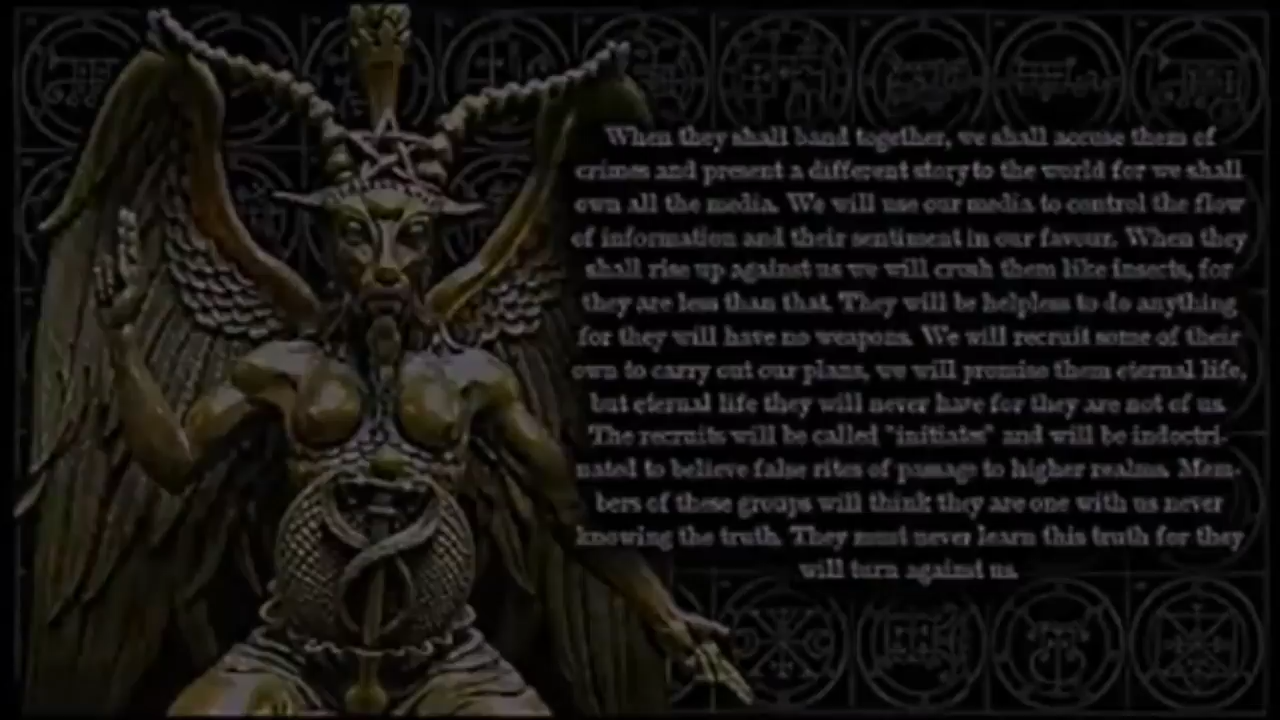 When they shall band together, we shall accuse them of
crimes and present a different story to the world for we shall
own all the media. We will use our media to control the flow
of information and their sentiment in our favour. When they
shall rise up against us we will crush them like insects, for
they are less than that. They will be helpless to do anything
for they will have no weapons. We will recruit some of their
own to carry out our plans, we will promise them eternal life,
but eternal life they will never have for they are not of us.
The recruits will be called "initiates" and will be indoctri-
nated to believe false rites of passage to higher realms. Mem-
bers of these groups will think they are one with us never
knowing the truth. They must never learn this truth for they
will turn against us.